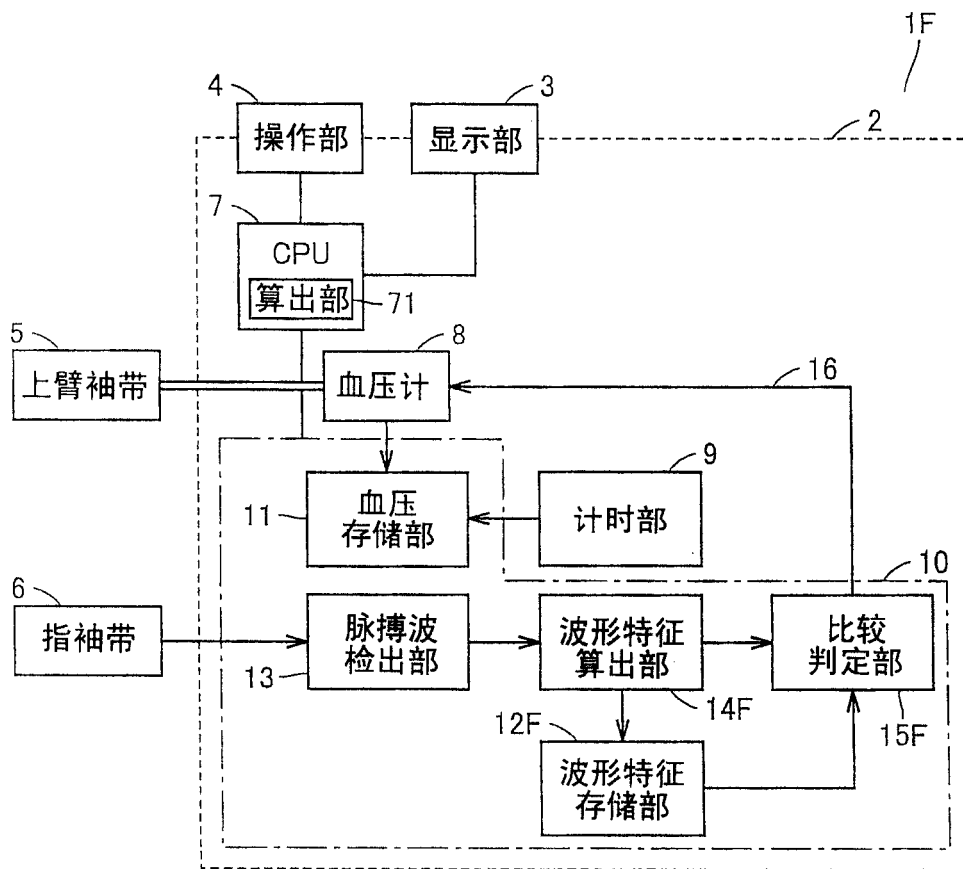 1F
4
3
2
操作部
显示部
7
CPU
算出部
71
5
8
上臂袖带
血压计
16
9
血压
存储部
11
计时部
10
6
指袖带
脉搏波
检出部
13
波形特征
算出部
14F
比较
判定部
15F
12F
波形特征
存储部